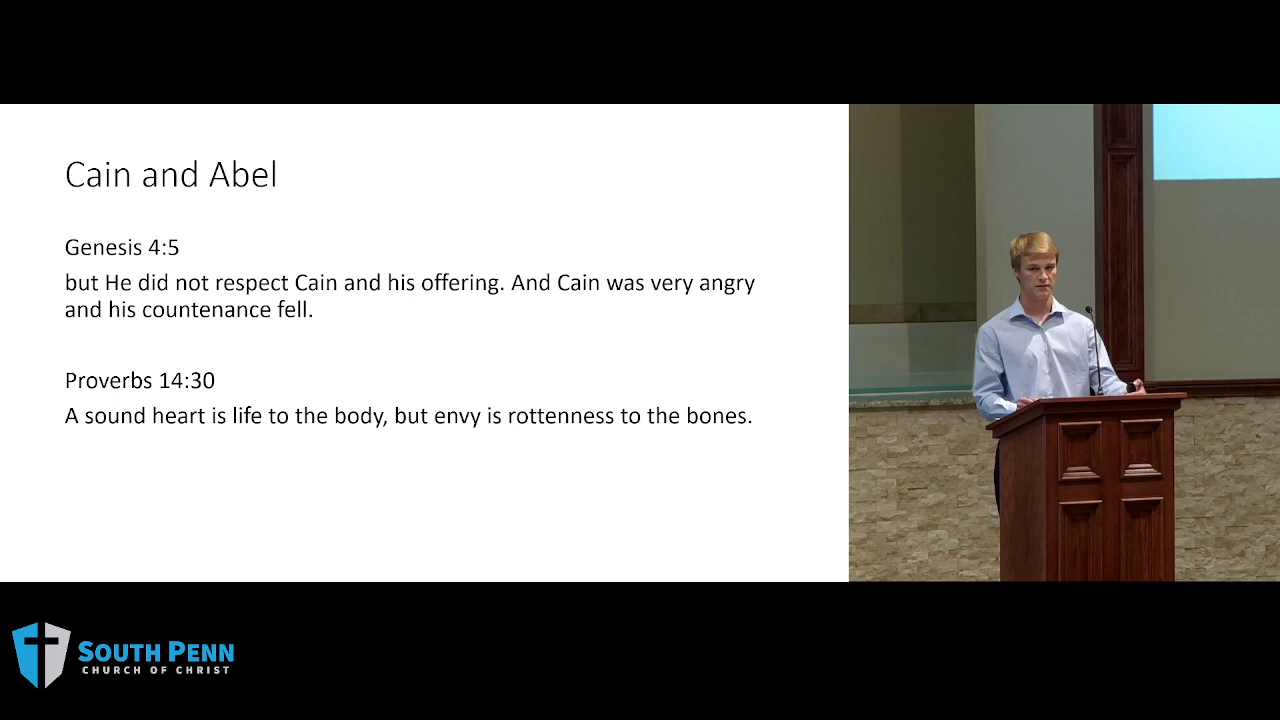 Cain and Abel
Genesis 4:5
but He did not respect Cain and his offering. And Cain was very angry
and his countenance fell.
Proverbs 14:30
A sound heart is life to the body, but envy is rottenness to the bones.
SOUTH PENN
CHURCH OF CHRIST